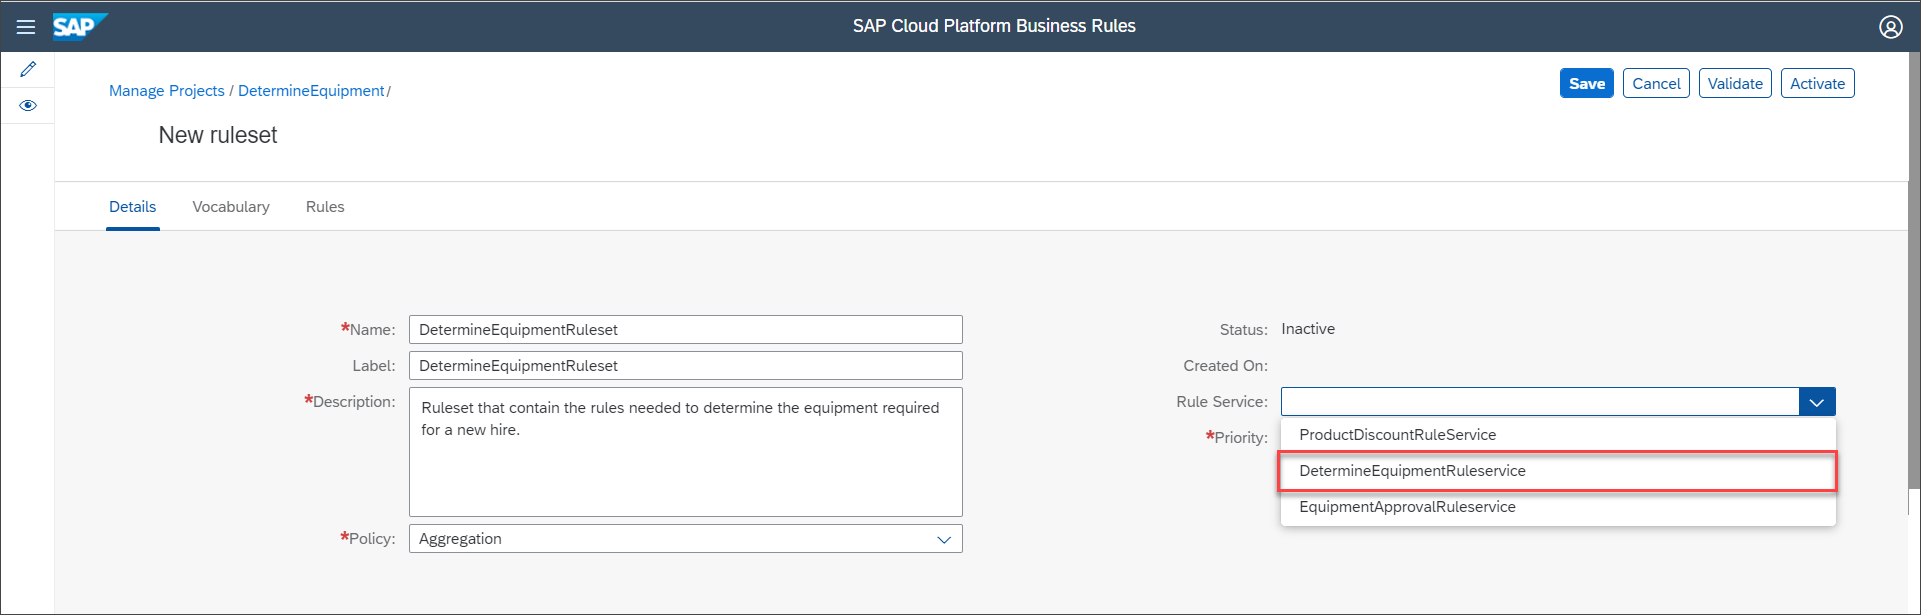 SAP
SAP Cloud Platform Business Rules
Manage Projects / DetermineEquipment/
Save
Cancel
Validate
Activate
New ruleset
Details
Vocabulary
Rules
*Name: DetermineEquipmentRuleset
Label: DetermineEquipmentRuleset
*Description: Ruleset that contain the rules needed to determine the equipment required
for a new hire.
*Policy: Aggregation
Status: Inactive
Created On:
Rule Service:
*Priority:
ProductDiscountRuleService
DetermineEquipmentRuleservice
EquipmentApprovalRuleservice